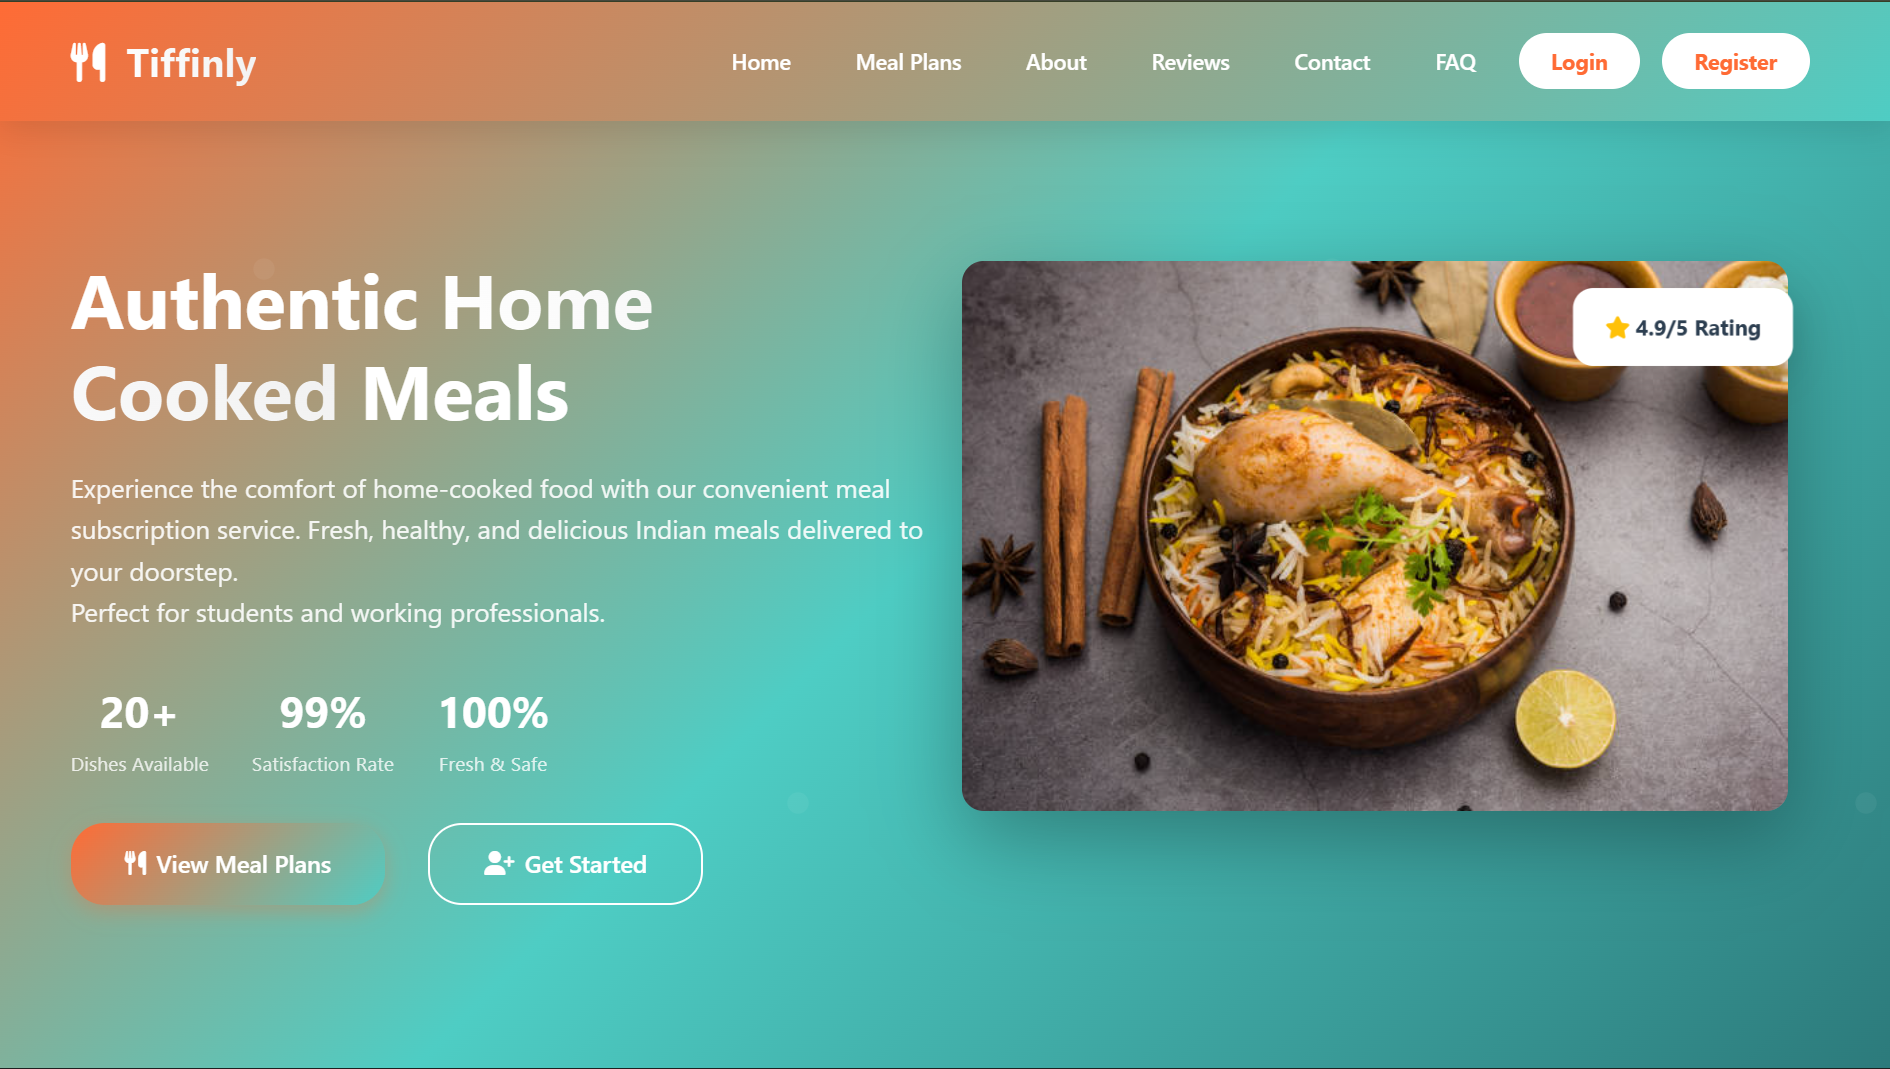 Tiffinly
Home Meal Plans About Reviews Contact FAQ Login Register
Authentic Home
Cooked Meals
Experience the comfort of home-cooked food with our convenient meal
subscription service. Fresh, healthy, and delicious Indian meals delivered to
your doorstep.
Perfect for students and working professionals.
20+ 99% 100%
Dishes Available Satisfaction Rate Fresh & Safe
View Meal Plans Get Started
4.9/5 Rating